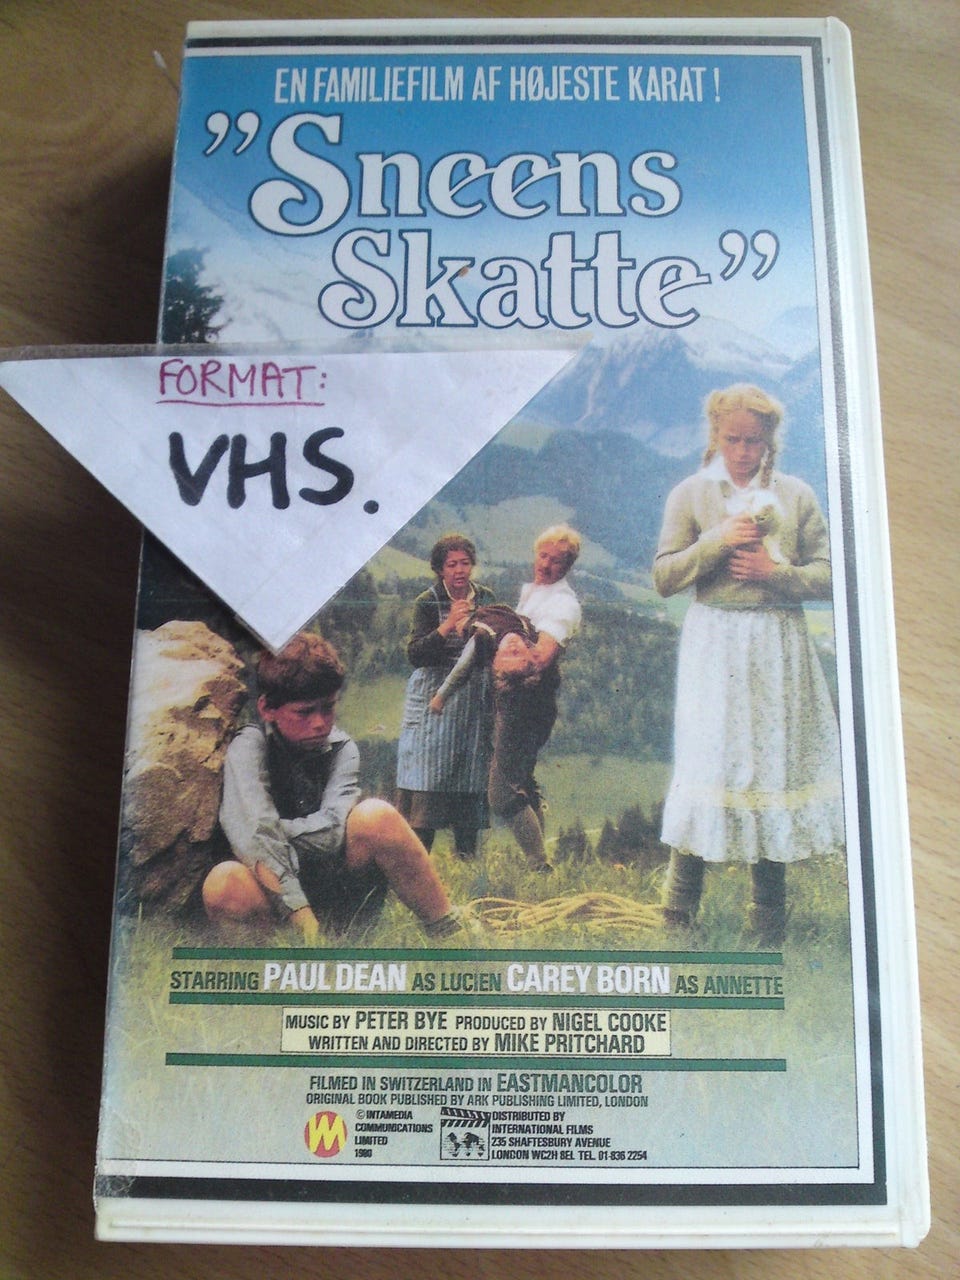 EN FAMILIEFILM AF HØJESTE KARAT!
"Sneens
Skatte"
FORMAT:
VHS.
STARRING PAUL DEAN AS LUCIEN CAREY BORN AS ANNETTE
MUSIC BY PETER BYE PRODUCED BY NIGEL COOKE
WRITTEN AND DIRECTED BY MIKE PRITCHARD
FILMED IN SWITZERLAND IN EASTMANCOLOR
ORIGINAL BOOK PUBLISHED BY ARK PUBLISHING LIMITED, LONDON
© INTAMEDIA
COMMUNICATIONS
LIMITED
1980
DISTRIBUTED BY
INTERNATIONAL FILMS
235 SHAFTESBURY AVENUE
LONDON WC2H 8EL TEL. 01-836 2254